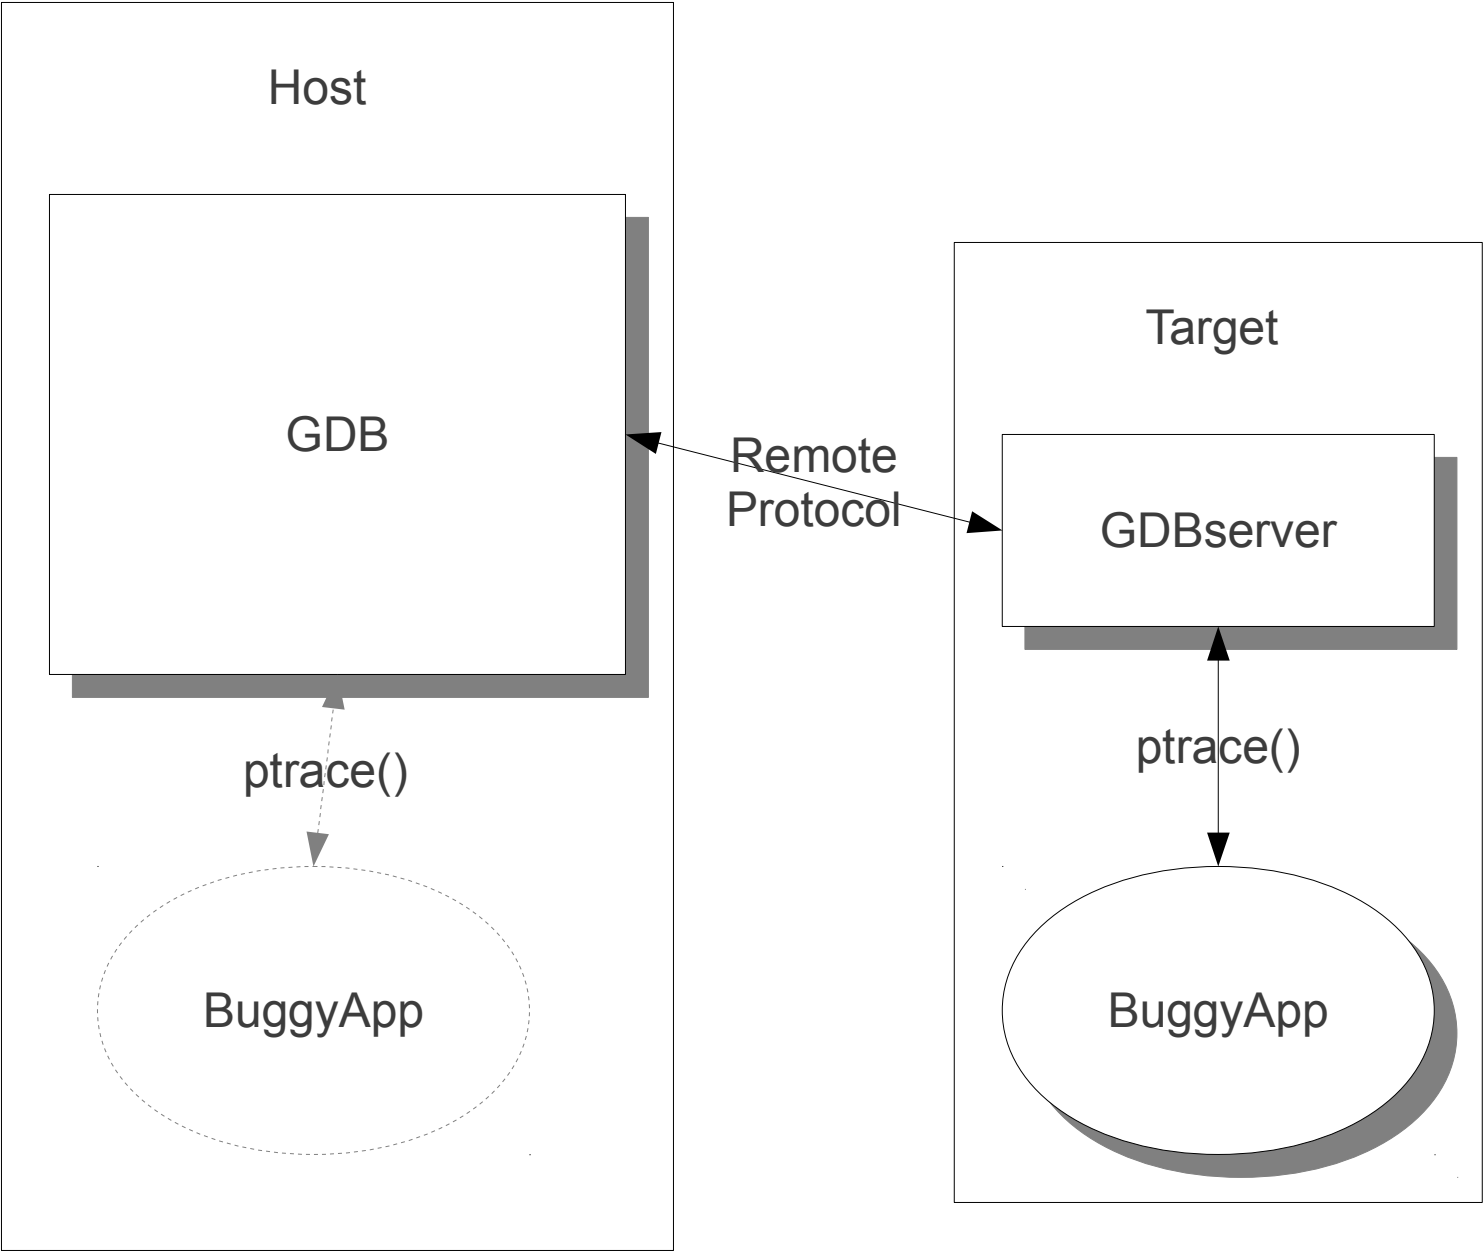 Host
GDB
ptrace()
BuggyApp
Remote
Protocol
Target
GDBserver
ptrace()
BuggyApp